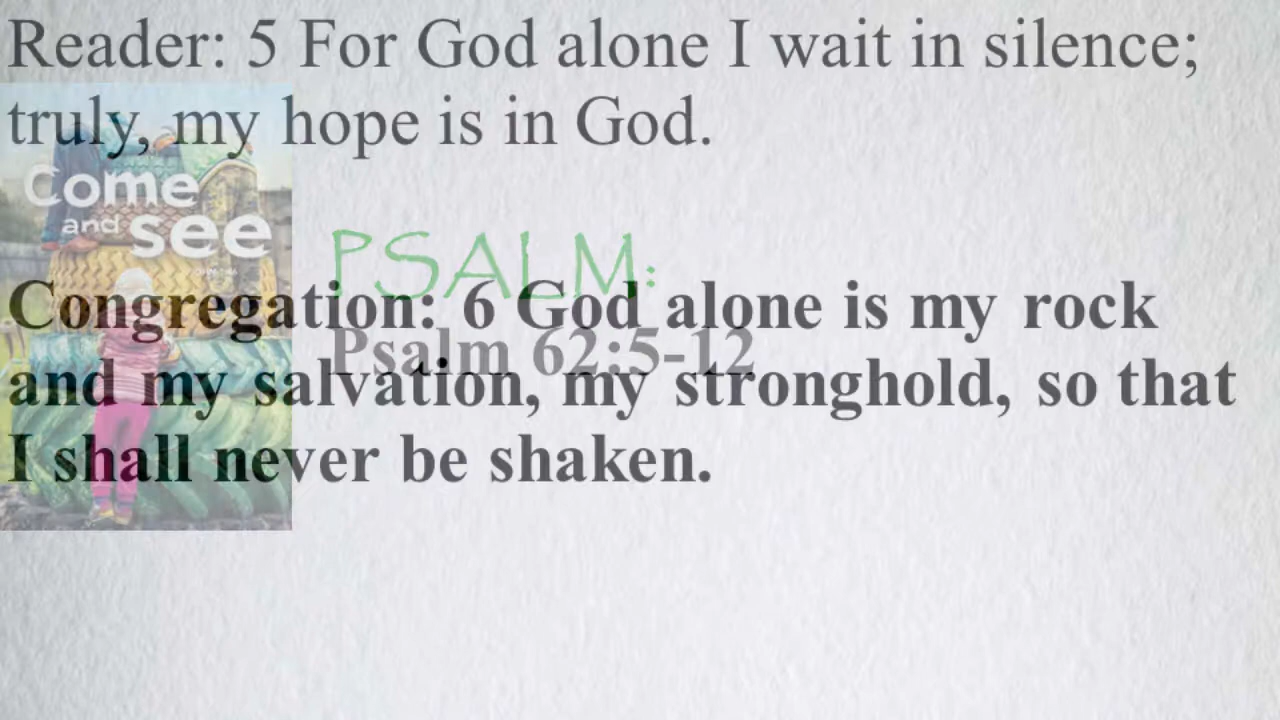 Reader: 5 For God alone I wait in silence;
truly, my hope is in God.
Come
and see
PSALM:
Congregation: 6 God alone is my rock
Psalm 62:5-12
and my salvation, my stronghold, so that
I shall never be shaken.